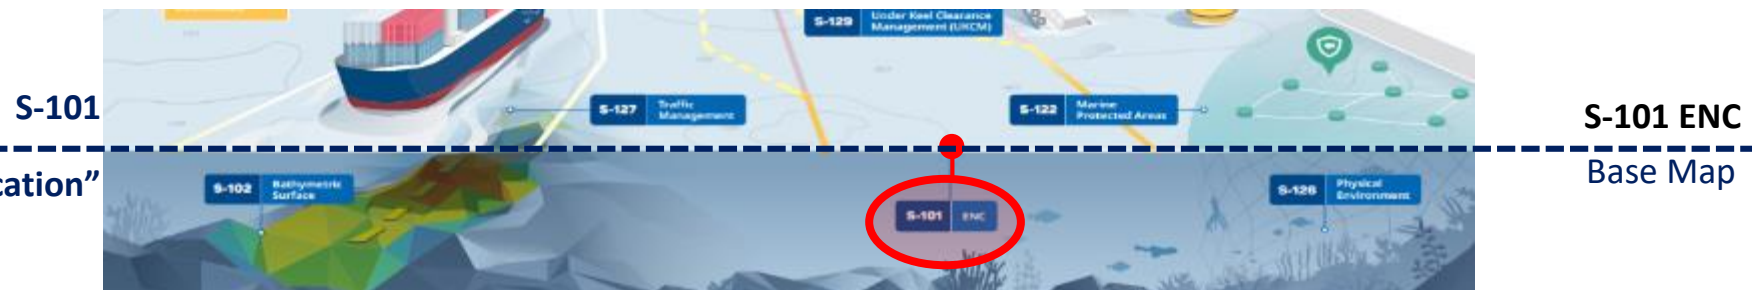 S-129 Under Keel Clearance
Management (UKCM)
S-101
S-127 Traffic
Management
S-122 Marine
Protected Areas
S-101 ENC
cation”
S-102 Bathymetric
Surface
S-101 ENC
S-126 Physical
Environment
Base Map